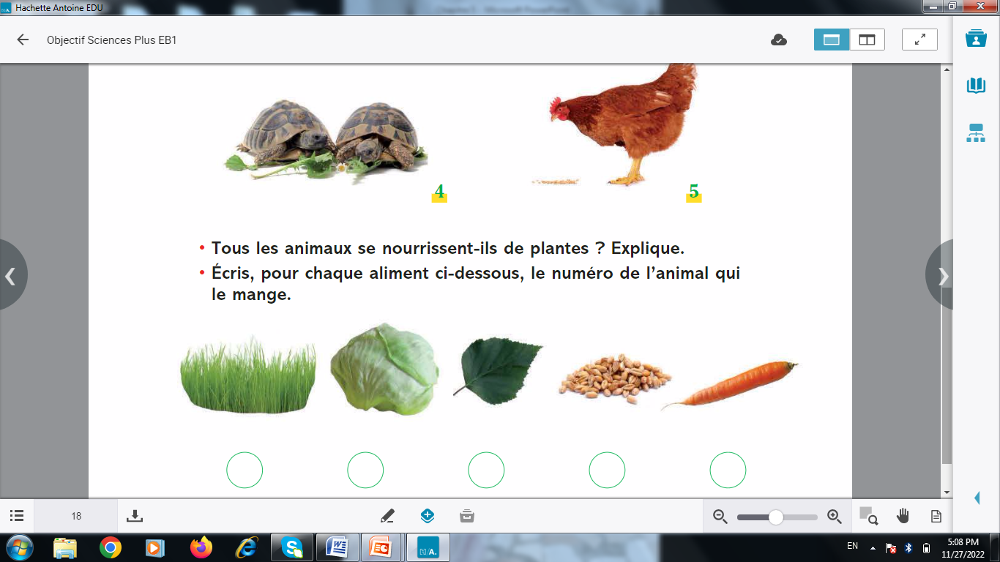 Hachette Antoine EDU
Objectif Sciences Plus EB1
4
5
• Tous les animaux se nourrissent-ils de plantes ? Explique.
• Écris, pour chaque aliment ci-dessous, le numéro de l'animal qui
le mange.
18
EN
5:08 PM
11/27/2022